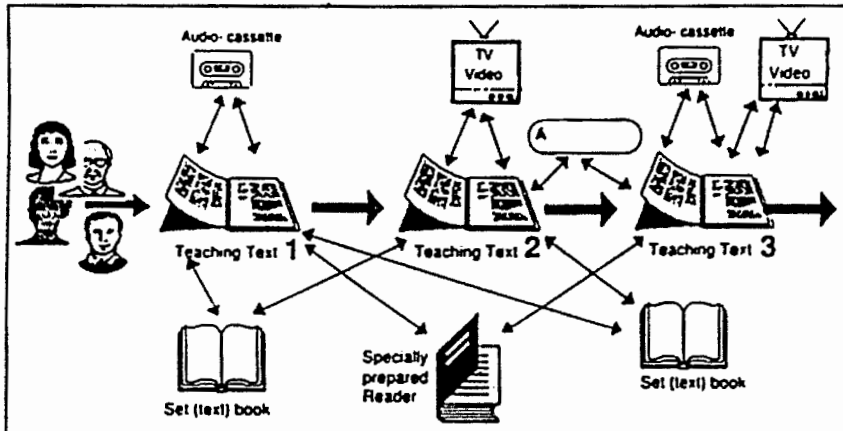 Audio- cassette
TV
Video
Audio- cassette
TV
Video
A
Teaching Text 1
Teaching Text 2
Teaching Text 3
Set (text) book
Specially
prepared
Reader
Set (text) book